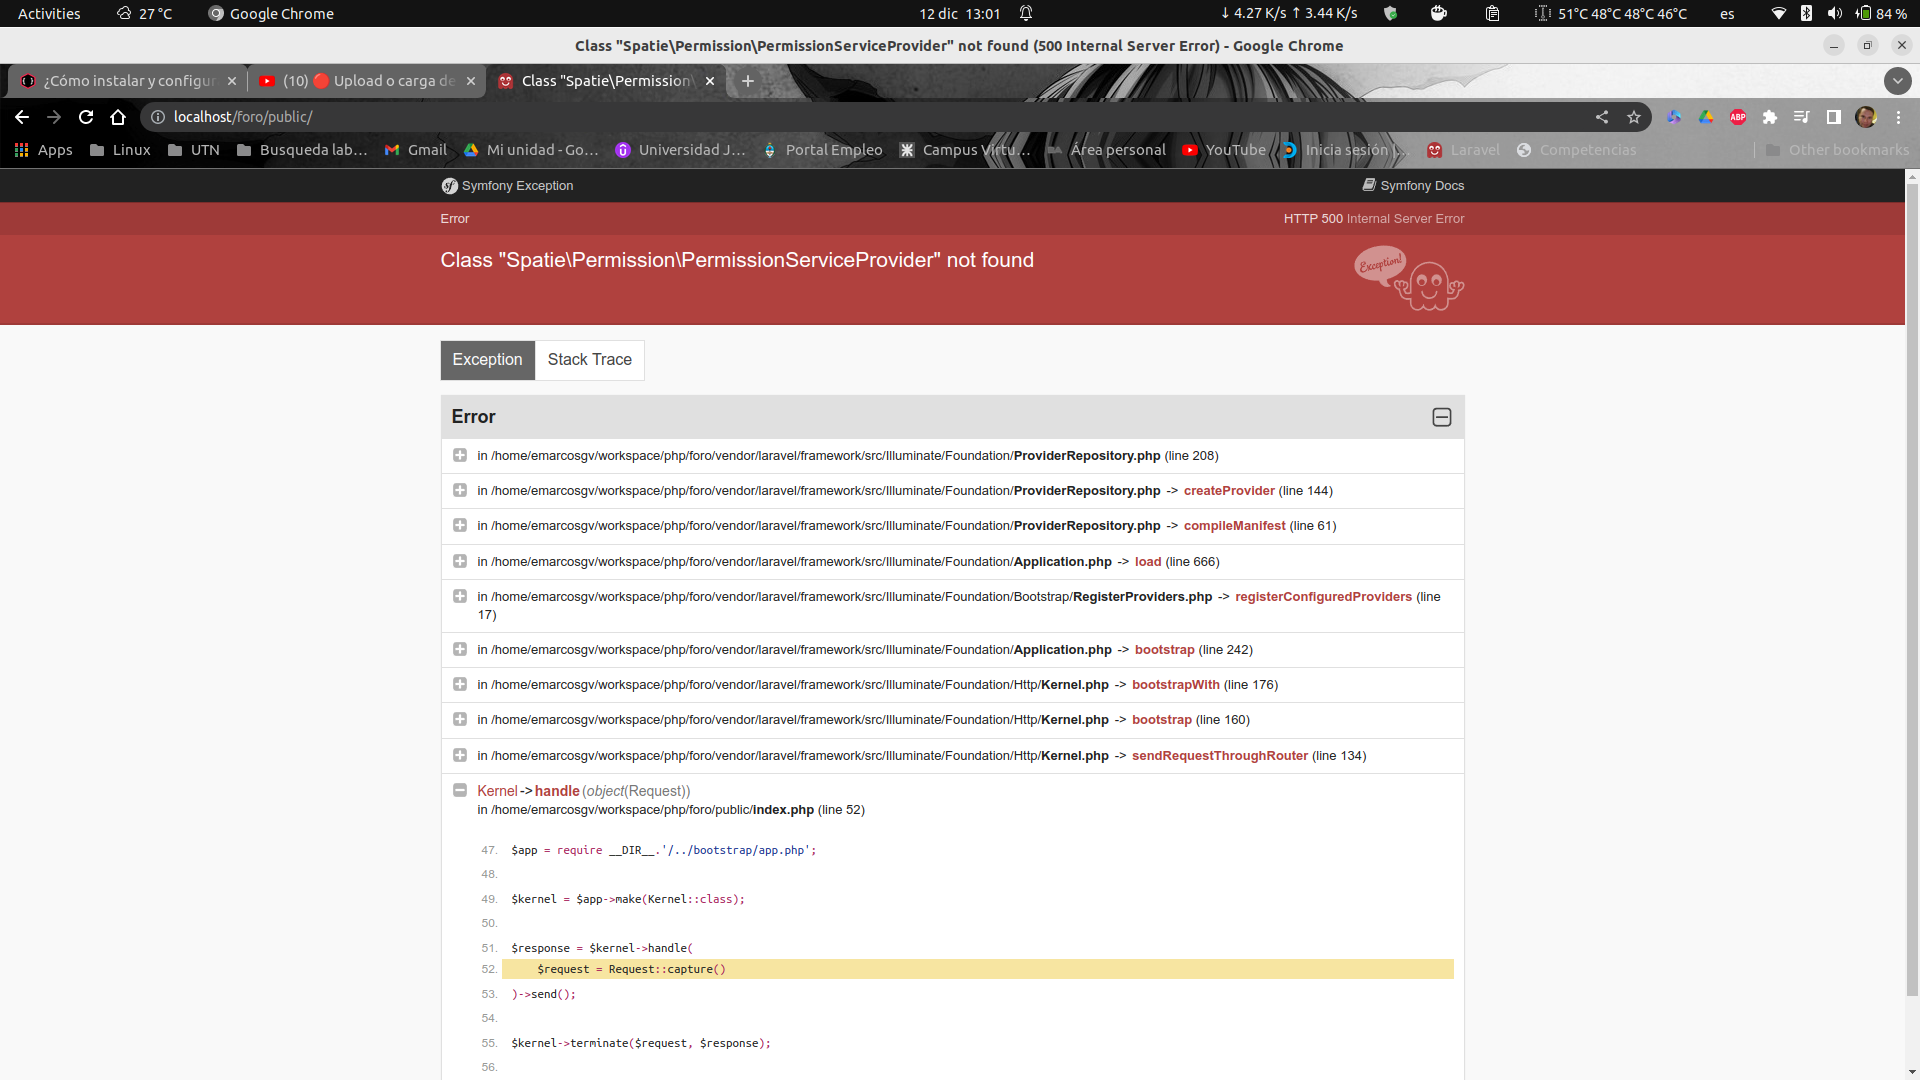 Activities
27 °C
Google Chrome
12 dic 13:01
↓ 4.27 K/s ↑ 3.44 K/s
51°C 48°C 48°C 46°C
es
84 %
Class "Spatie\Permission\PermissionServiceProvider" not found (500 Internal Server Error) - Google Chrome
¿Cómo instalar y configur
(10) 🔴 Upload o carga de
Class "Spatie\Permission\
localhost/foro/public/
ABP
Apps
Linux
UTN
Busqueda lab...
Gmail
Mi unidad - Go...
Universidad J...
Portal Empleo
Campus Virtu...
Área personal
YouTube
Inicia sesión |...
Laravel
Competencias
Other bookmarks
sf Symfony Exception
Symfony Docs
Error
HTTP 500 Internal Server Error
Class "Spatie\Permission\PermissionServiceProvider" not found
Exception!
Exception
Stack Trace
Error
in /home/emarcosgv/workspace/php/foro/vendor/laravel/framework/src/Illuminate/Foundation/ProviderRepository.php (line 208)
in /home/emarcosgv/workspace/php/foro/vendor/laravel/framework/src/Illuminate/Foundation/ProviderRepository.php -> createProvider (line 144)
in /home/emarcosgv/workspace/php/foro/vendor/laravel/framework/src/Illuminate/Foundation/ProviderRepository.php -> compileManifest (line 61)
in /home/emarcosgv/workspace/php/foro/vendor/laravel/framework/src/Illuminate/Foundation/Application.php -> load (line 666)
in /home/emarcosgv/workspace/php/foro/vendor/laravel/framework/src/Illuminate/Foundation/Bootstrap/RegisterProviders.php -> registerConfiguredProviders (line
17)
in /home/emarcosgv/workspace/php/foro/vendor/laravel/framework/src/Illuminate/Foundation/Application.php -> bootstrap (line 242)
in /home/emarcosgv/workspace/php/foro/vendor/laravel/framework/src/Illuminate/Foundation/Http/Kernel.php -> bootstrapWith (line 176)
in /home/emarcosgv/workspace/php/foro/vendor/laravel/framework/src/Illuminate/Foundation/Http/Kernel.php -> bootstrap (line 160)
in /home/emarcosgv/workspace/php/foro/vendor/laravel/framework/src/Illuminate/Foundation/Http/Kernel.php -> sendRequestThroughRouter (line 134)
Kernel->handle(object(Request))
in /home/emarcosgv/workspace/php/foro/public/index.php (line 52)
47. $app = require __DIR__.'/../bootstrap/app.php';
48.
49. $kernel = $app->make(Kernel::class);
50.
51. $response = $kernel->handle(
52.     $request = Request::capture()
53. )->send();
54.
55. $kernel->terminate($request, $response);
56.